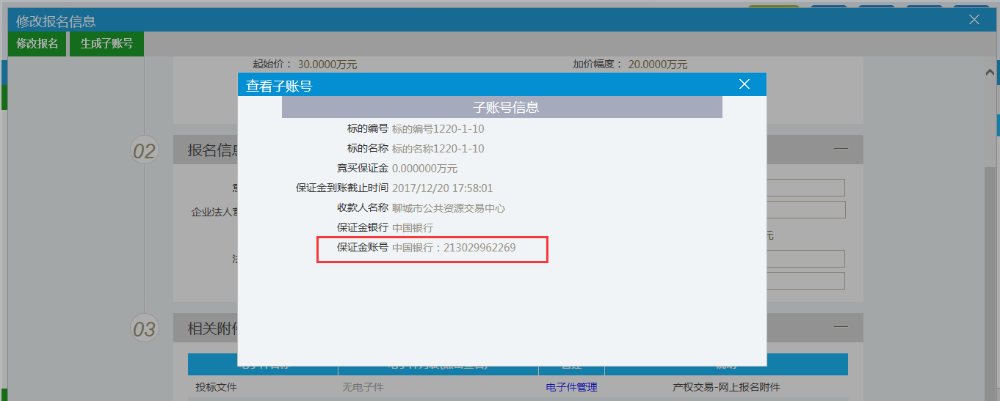 修改报名信息
修改报名 生成子账号
起始价： 30.0000万元 加价幅度： 20.0000万元
查看子账号
子账号信息
标的编号 标的编号1220-1-10
标的名称 标的名称1220-1-10
竞买保证金 0.000000万元
保证金到账截止时间 2017/12/20 17:58:01
收款人名称 聊城市公共资源交易中心
保证金银行 中国银行
保证金账号 中国银行：213029962269
02 报名信息
企业法人营
元
法
03 相关附件
投标文件 无电子件 电子件管理 产权交易-网上报名附件